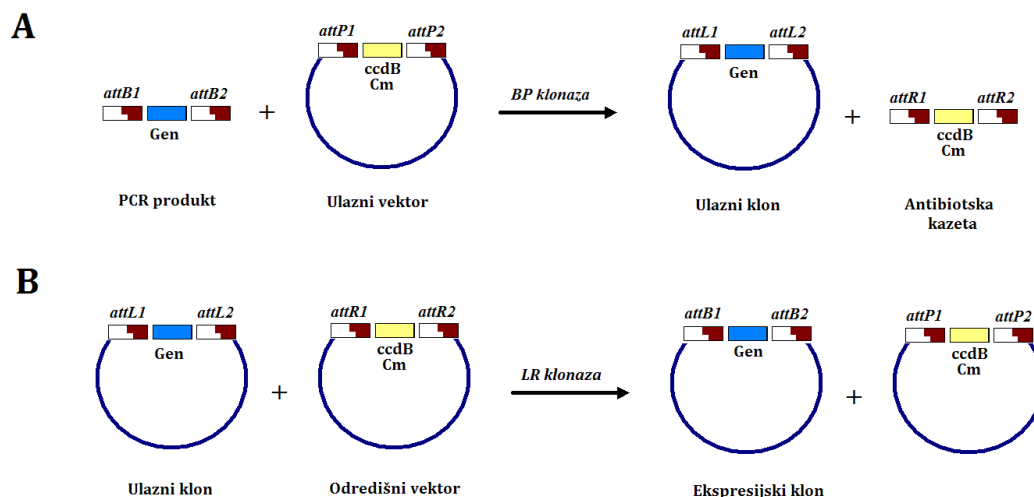 A
attP1 attP2
attL1 attL2
ccdB
Cm
Gen
attB1 attB2
BP klonaza
attR1 attR2
+
+
Gen
ccdB
Cm
PCR produkt
Ulazni vektor
Ulazni klon
Antibiotska
kazeta
B
attL1 attL2
attR1 attR2
attB1 attB2
attP1 attP2
Gen
ccdB
Cm
Gen
ccdB
Cm
LR klonaza
+
+
Ulazni klon
Odredišni vektor
Ekspresijski klon